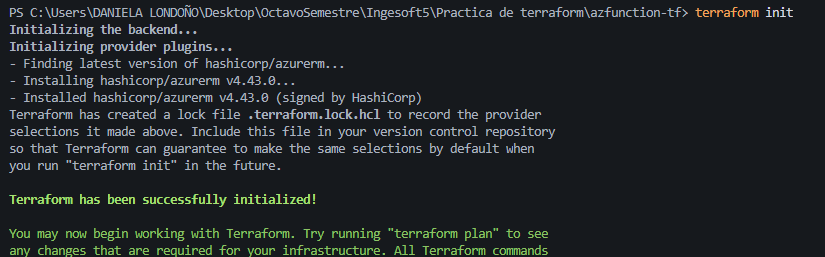 PS C:\Users\DANIELA LONDOÑO\Desktop\OctavoSemestre\Ingesoft5\Practica de terraform\azfunction-tf> terraform init
Initializing the backend...
Initializing provider plugins...
- Finding latest version of hashicorp/azurerm...
- Installing hashicorp/azurerm v4.43.0...
- Installed hashicorp/azurerm v4.43.0 (signed by HashiCorp)
Terraform has created a lock file .terraform.lock.hcl to record the provider
selections it made above. Include this file in your version control repository
so that Terraform can guarantee to make the same selections by default when
you run "terraform init" in the future.
Terraform has been successfully initialized!
You may now begin working with Terraform. Try running "terraform plan" to see
any changes that are required for your infrastructure. All Terraform commands